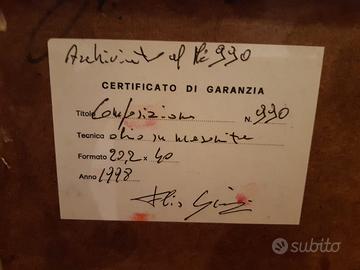 Archiviato al N° 990
CERTIFICATO DI GARANZIA
Titolo Composizione N. 990
Tecnica olio su masonite
Formato 20,2 x 40
Anno 1998
subito